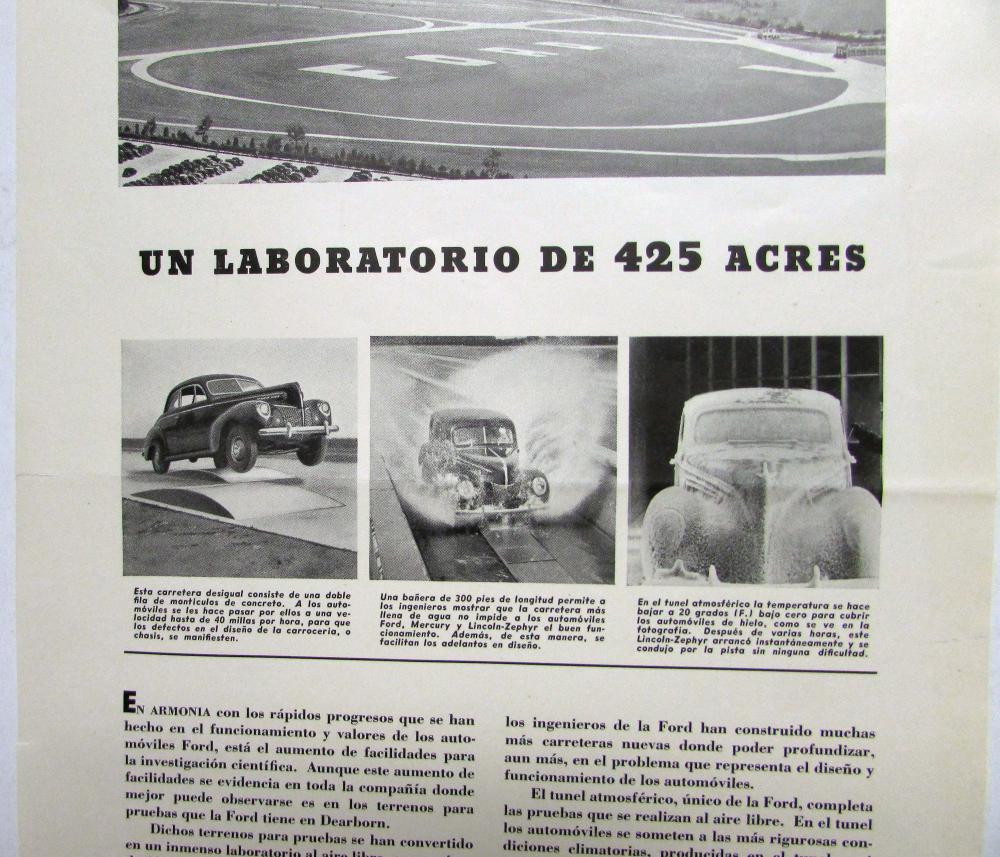 FORD
UN LABORATORIO DE 425 ACRES
Esta carretera desigual consiste de una doble
fila de montículos de concreto. A los auto-
móviles se les hace pasar por ellos a una ve-
locidad hasta de 40 millas por hora, para que
los defectos en el diseño de la carrocería, o
chasis, se manifiesten.
Una bañera de 300 pies de longitud permite a
los ingenieros mostrar que la carretera más
llena de agua no impide a los automóviles
Ford, Mercury y Lincoln-Zephyr el buen fun-
cionamiento. Además, de esta manera, se
facilitan los adelantos en diseño.
En el tunel atmosférico la temperatura se hace
bajar a 20 grados (F.) bajo cero para cubrir
los automóviles de hielo, como se ve en la
fotografía. Después de varias horas, este
Lincoln-Zephyr arrancó instantáneamente y se
condujo por la pista sin ninguna dificultad.
EN ARMONIA con los rápidos progresos que se han
hecho en el funcionamiento y valores de los auto-
móviles Ford, está el aumento de facilidades para
la investigación científica. Aunque este aumento de
facilidades se evidencia en toda la compañía donde
mejor puede observarse es en los terrenos para
pruebas que la Ford tiene en Dearborn.
Dichos terrenos para pruebas se han convertido
en un inmenso laboratorio al aire
los ingenieros de la Ford han construido muchas
más carreteras nuevas donde poder profundizar,
aun más, en el problema que representa el diseño y
funcionamiento de los automóviles.
El tunel atmosférico, único de la Ford, completa
las pruebas que se realizan al aire libre. En el tunel
los automóviles se someten a las más rigurosas con-
diciones climatorias, producidas en el